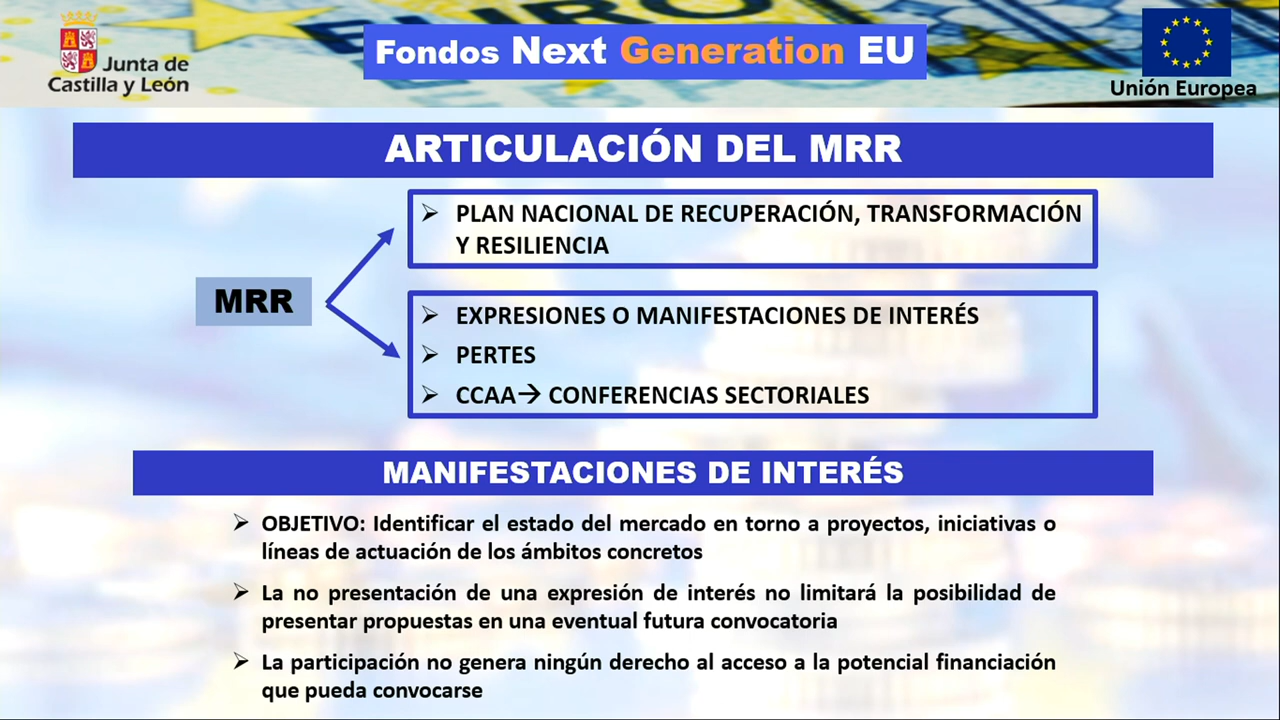 Junta de
Castilla y León
EURO
Fondos Next Generation EU
Unión Europea
ARTICULACIÓN DEL MRR
MRR
➢ PLAN NACIONAL DE RECUPERACIÓN, TRANSFORMACIÓN
Y RESILIENCIA
➢ EXPRESIONES O MANIFESTACIONES DE INTERÉS
➢ PERTES
➢ CCAA→ CONFERENCIAS SECTORIALES
MANIFESTACIONES DE INTERÉS
➢ OBJETIVO: Identificar el estado del mercado en torno a proyectos, iniciativas o
líneas de actuación de los ámbitos concretos
➢ La no presentación de una expresión de interés no limitará la posibilidad de
presentar propuestas en una eventual futura convocatoria
➢ La participación no genera ningún derecho al acceso a la potencial financiación
que pueda convocarse